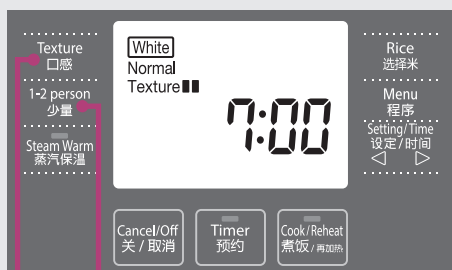 Texture
口感
1-2 person
少量
Steam Warm
蒸汽保温
White
Normal
Texture
7:00
Rice
选择米
Menu
程序
Setting/Time
设定/时间
Cancel/Off
关/取消
Timer
预约
Cook/Reheat
煮饭/再加热